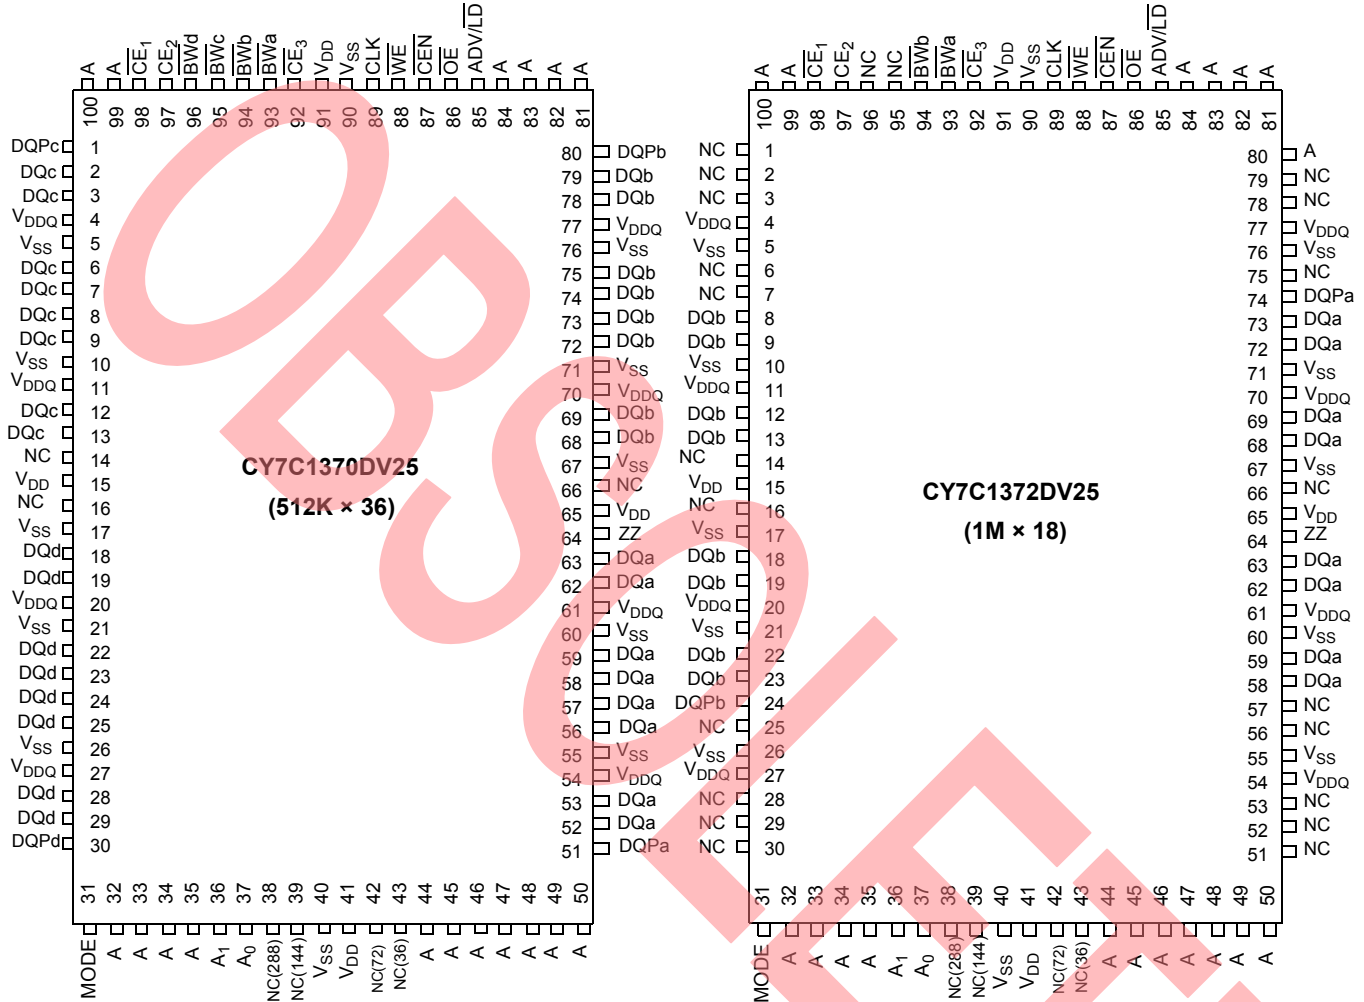 A
A
CE1
CE2
BWd
BWc
BWb
BWa
CE3
VDD
VSS
CLK
WE
CEN
OE
ADV/LD
A
A
A
A
100
99
98
97
96
95
94
93
92
91
90
89
88
87
86
85
84
83
82
81
DQPc 1
DQc 2
DQc 3
VDDQ 4
VSS 5
DQc 6
DQc 7
DQc 8
DQc 9
VSS 10
VDDQ 11
DQc 12
DQc 13
NC 14
VDD 15
NC 16
VSS 17
DQd 18
DQd 19
VDDQ 20
VSS 21
DQd 22
DQd 23
DQd 24
DQd 25
VSS 26
VDDQ 27
DQd 28
DQd 29
DQPd 30
CY7C1370DV25
(512K × 36)
80 DQPb
79 DQb
78 DQb
77 VDDQ
76 VSS
75 DQb
74 DQb
73 DQb
72 DQb
71 VSS
70 VDDQ
69 DQb
68 DQb
67 VSS
66 NC
65 VDD
64 ZZ
63 DQa
62 DQa
61 VDDQ
60 VSS
59 DQa
58 DQa
57 DQa
56 DQa
55 VSS
54 VDDQ
53 DQa
52 DQa
51 DQPa
31
32
33
34
35
36
37
38
39
40
41
42
43
44
45
46
47
48
49
50
MODE
A
A
A
A
A1
A0
NC(288)
NC(144)
VSS
VDD
NC(72)
NC(36)
A
A
A
A
A
A
A
A
A
CE1
CE2
NC
NC
BWb
BWa
CE3
VDD
VSS
CLK
WE
CEN
OE
ADV/LD
A
A
A
A
100
99
98
97
96
95
94
93
92
91
90
89
88
87
86
85
84
83
82
81
NC 1
NC 2
NC 3
VDDQ 4
VSS 5
NC 6
NC 7
DQb 8
DQb 9
VSS 10
VDDQ 11
DQb 12
DQb 13
NC 14
VDD 15
NC 16
VSS 17
DQb 18
DQb 19
VDDQ 20
VSS 21
DQb 22
DQb 23
DQPb 24
NC 25
VSS 26
VDDQ 27
NC 28
NC 29
NC 30
CY7C1372DV25
(1M × 18)
80 A
79 NC
78 NC
77 VDDQ
76 VSS
75 NC
74 DQPa
73 DQa
72 DQa
71 VSS
70 VDDQ
69 DQa
68 DQa
67 VSS
66 NC
65 VDD
64 ZZ
63 DQa
62 DQa
61 VDDQ
60 VSS
59 DQa
58 DQa
57 NC
56 NC
55 VSS
54 VDDQ
53 NC
52 NC
51 NC
31
32
33
34
35
36
37
38
39
40
41
42
43
44
45
46
47
48
49
50
MODE
A
A
A
A
A1
A0
NC(288)
NC(144)
VSS
VDD
NC(72)
NC(36)
A
A
A
A
A
A
A
OBSOLET